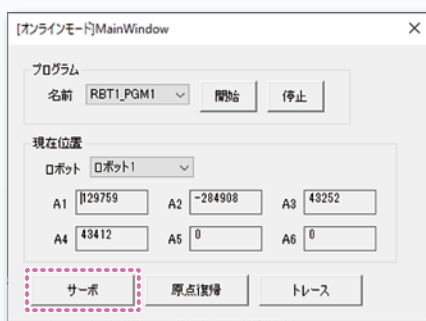 [オンラインモード]MainWindow
プログラム
名前 RBT1_PGM1 開始 停止
現在位置
ロボット ロボット1
A1 129759 A2 -284908 A3 43252
A4 43412 A5 0 A6 0
サーボ 原点復帰 トレース